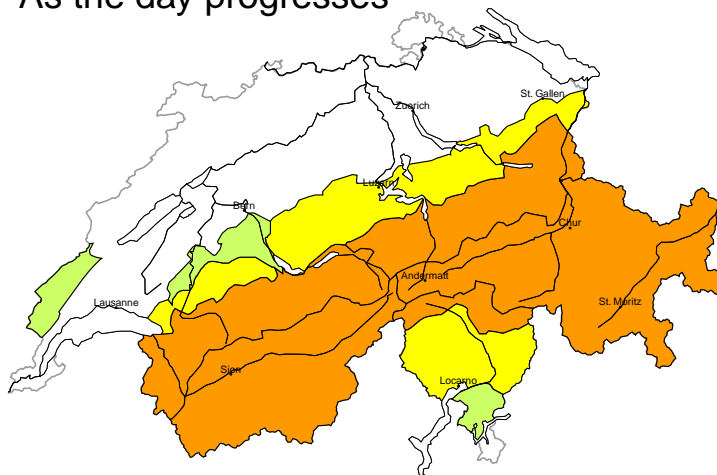 As the day progresses
St. Gallen
Zuerich
Luzern
Bern
Chur
Andermatt
Lausanne
St. Moritz
Sion
Locarno